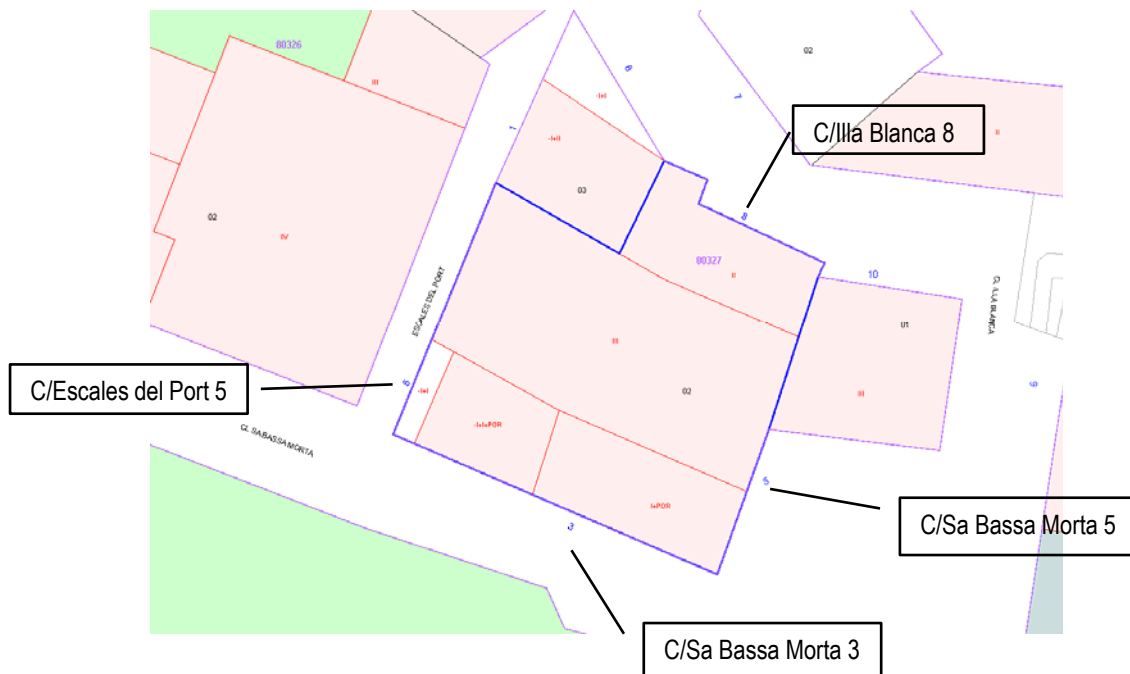 80326
III
02
6
-I+I
7
C/Illa Blanca 8
II
1
-I+II
03
02
IV
8
80327
II
10
CL ILLA BLANCA
ESCALES DEL PORT
01
III
III
02
9
C/Escales del Port 5
5
-I+I
-I+I+POR
CL SA BASSA MORTA
5
I+POR
3
C/Sa Bassa Morta 5
C/Sa Bassa Morta 3